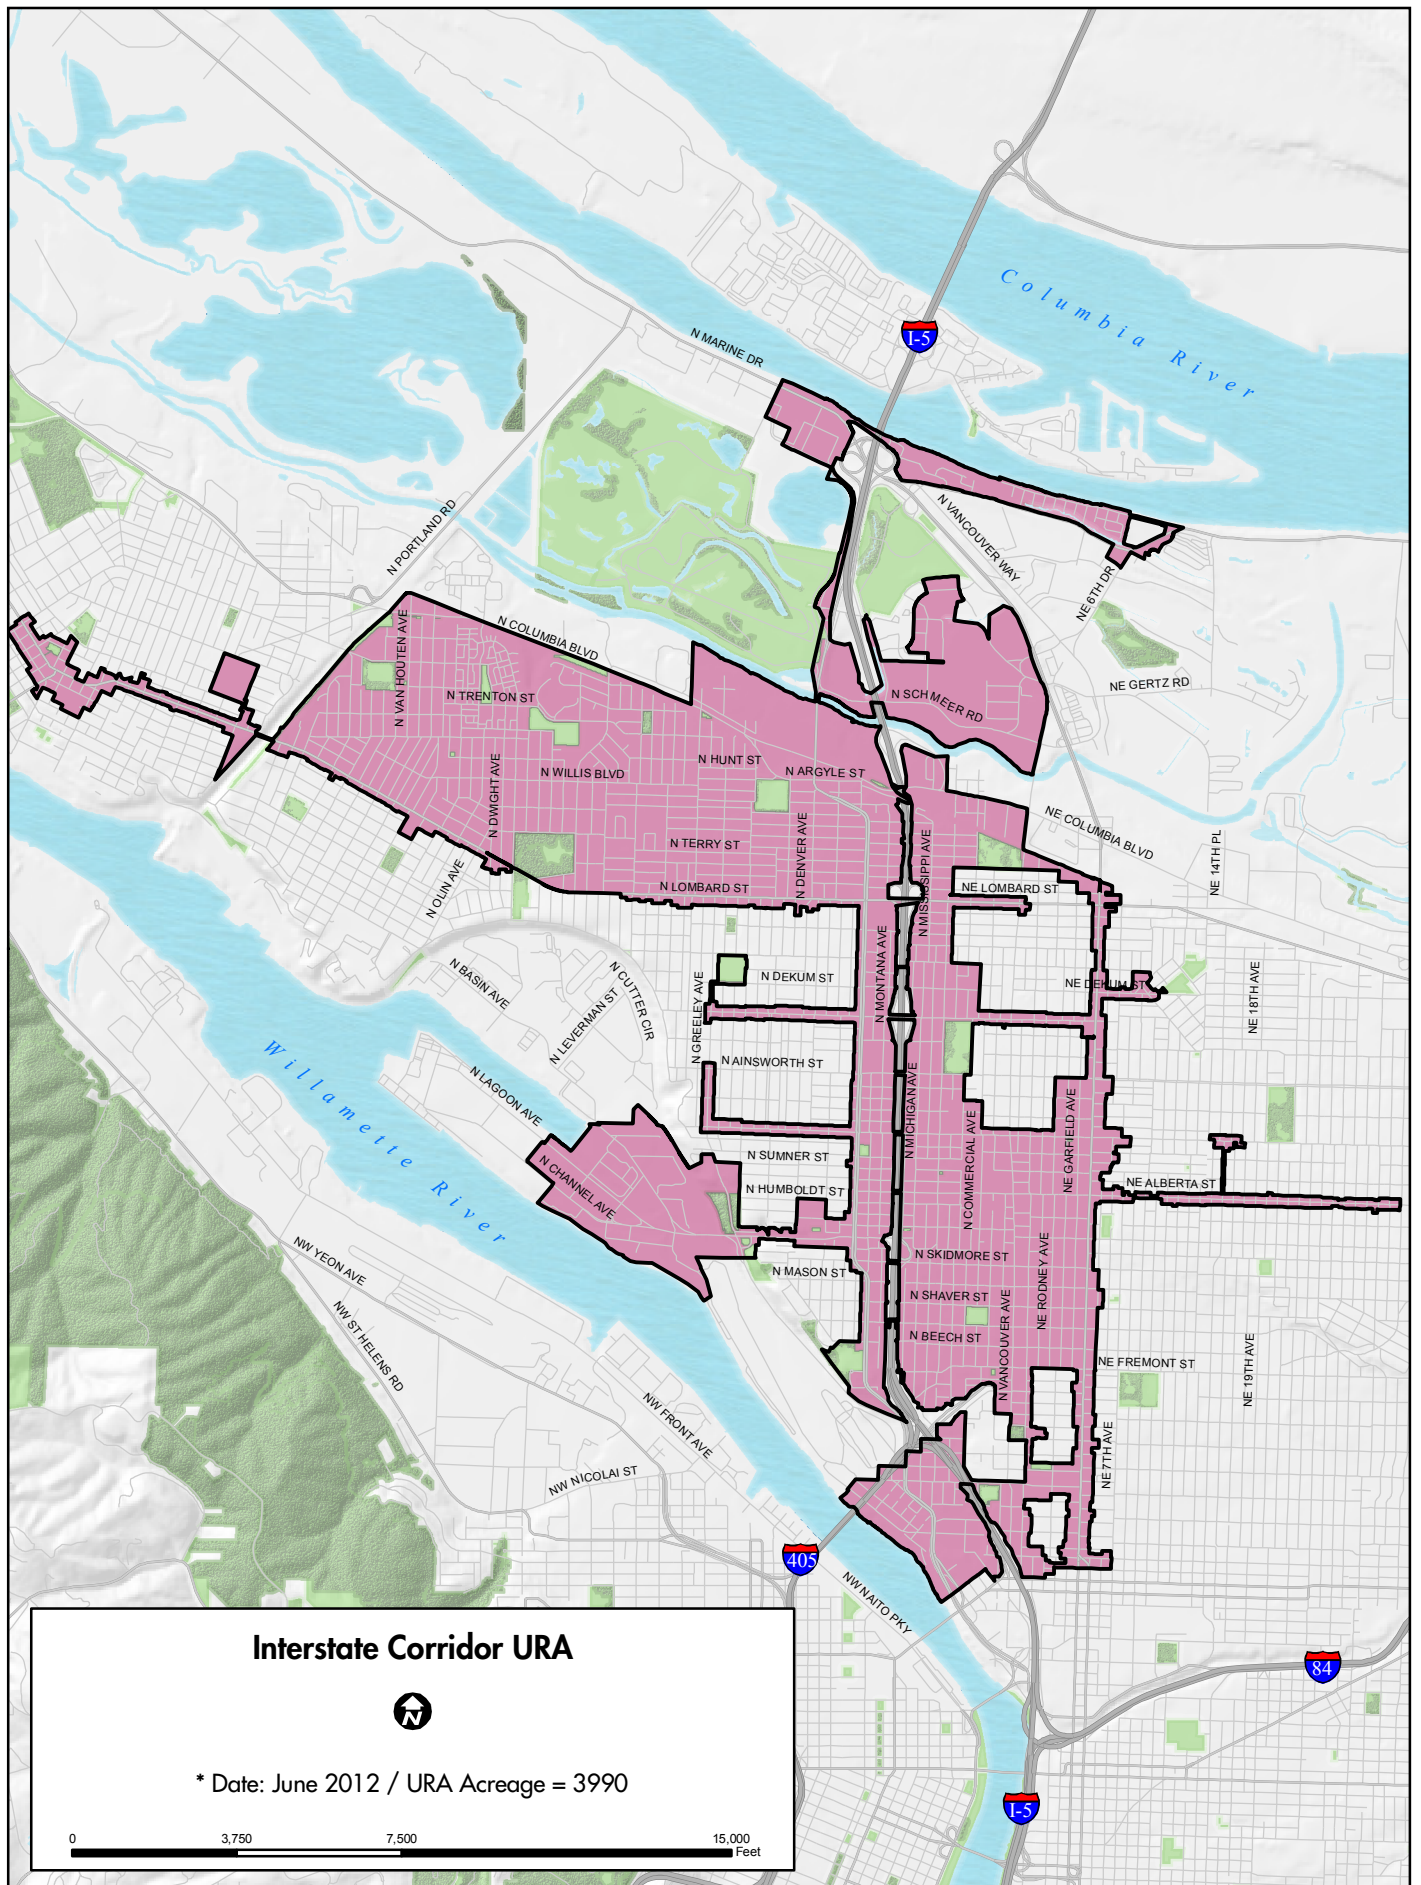 Columbia River
I-5
N MARINE DR
N PORTLAND RD
N VANCOUVER WAY
NE 6TH DR
N COLUMBIA BLVD
N VAN HOUTEN AVE
N TRENTON ST
NE GERTZ RD
N SCHMEER RD
N HUNT ST
N ARGYLE ST
N WILLIS BLVD
N DWIGHT AVE
N DENVER AVE
NE COLUMBIA BLVD
N TERRY ST
N MISSISSIPPI AVE
NE 14TH PL
N LOMBARD ST
NE LOMBARD ST
N OLIN AVE
N MONTANA AVE
N BASIN AVE
N CUTTER CIR
N DEKUM ST
NE DEKUM ST
NE 18TH AVE
N LEVERMAN ST
N GREELEY AVE
N AINSWORTH ST
Willamette River
N LAGOON AVE
N MICHIGAN AVE
N COMMERCIAL AVE
NE GARFIELD AVE
N SUMNER ST
N CHANNEL AVE
N HUMBOLDT ST
NE ALBERTA ST
NW YEON AVE
N SKIDMORE ST
NE RODNEY AVE
N MASON ST
N SHAVER ST
N VANCOUVER AVE
NW ST HELENS RD
N BEECH ST
NE FREMONT ST
NE 19TH AVE
NW FRONT AVE
NE 7TH AVE
NW NICOLAI ST
405
NW NAITO PKY
84
I-5
Interstate Corridor URA
N
* Date: June 2012 / URA Acreage = 3990
0 3,750 7,500 15,000
Feet